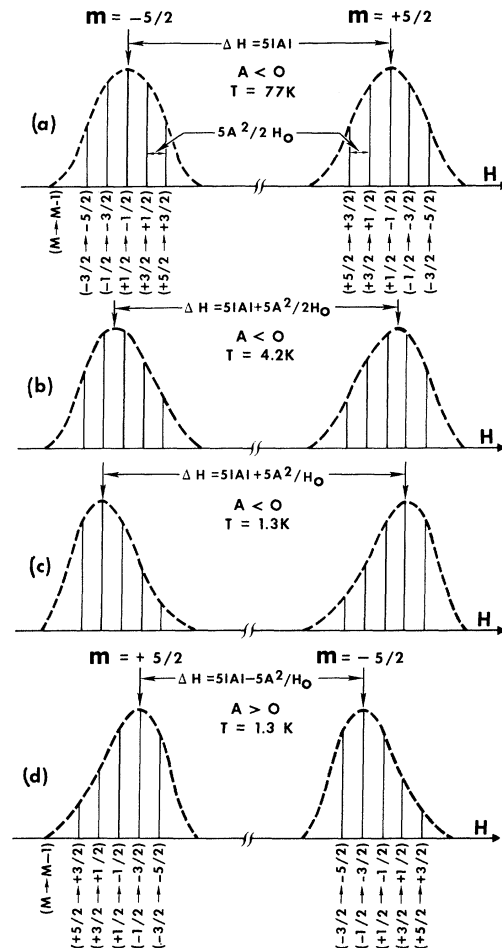 m = -5/2 m = +5/2
Δ H = 5|A|
A < O
T = 77K
(a)
5A²/2 H₀
H
(M → M-1)
(-3/2 → -5/2)
(-1/2 → -3/2)
(+1/2 → -1/2)
(+3/2 → +1/2)
(+5/2 → +3/2)
(+5/2 → +3/2)
(+3/2 → +1/2)
(+1/2 → -1/2)
(-1/2 → -3/2)
(-3/2 → -5/2)
Δ H = 5|A|+5A²/2H₀
A < O
T = 4.2K
(b)
H
Δ H = 5|A|+5A²/H₀
A < O
T = 1.3K
(c)
H
m = + 5/2 m = - 5/2
Δ H = 5|A|-5A²/H₀
A > O
T = 1.3 K
(d)
H
(M → M-1)
(+5/2 → +3/2)
(+3/2 → +1/2)
(+1/2 → -1/2)
(-1/2 → -3/2)
(-3/2 → -5/2)
(-3/2 → -5/2)
(-1/2 → -3/2)
(+1/2 → -1/2)
(+3/2 → +1/2)
(+5/2 → +3/2)